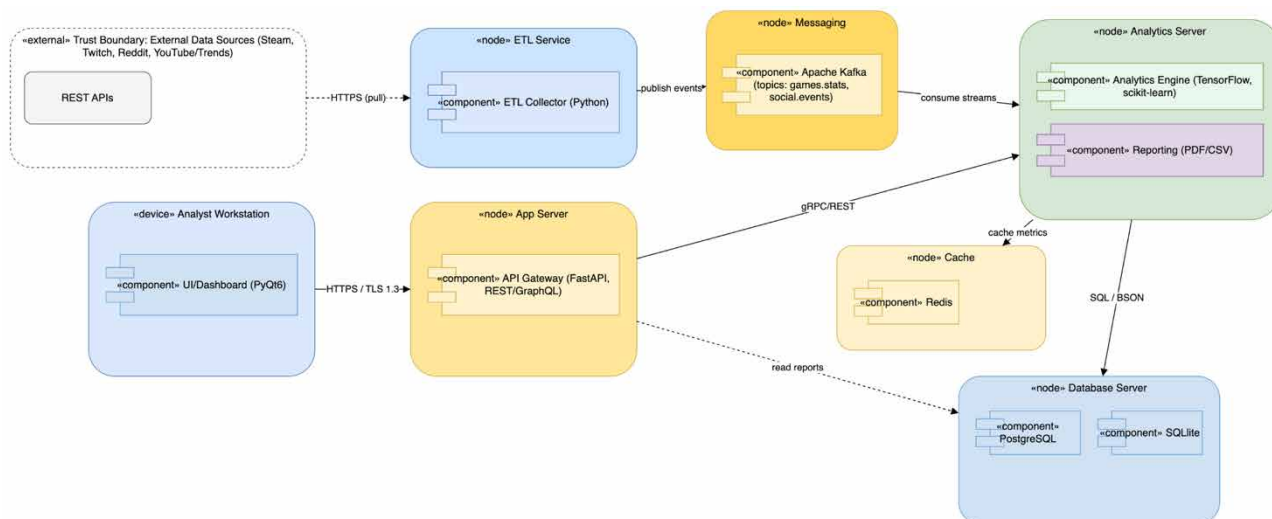 «external» Trust Boundary: External Data Sources (Steam,
Twitch, Reddit, YouTube/Trends)
REST APIs
HTTPS (pull)
«node» ETL Service
«component» ETL Collector (Python)
publish events
«node» Messaging
«component» Apache Kafka
(topics: games.stats,
social.events)
consume streams
«node» Analytics Server
«component» Analytics Engine (TensorFlow,
scikit-learn)
«component» Reporting (PDF/CSV)
«device» Analyst Workstation
«component» UI/Dashboard (PyQt6)
HTTPS / TLS 1.3
«node» App Server
«component» API Gateway (FastAPI,
REST/GraphQL)
gRPC/REST
cache metrics
«node» Cache
«component» Redis
SQL / BSON
read reports
«node» Database Server
«component»
PostgreSQL
«component» SQLlite